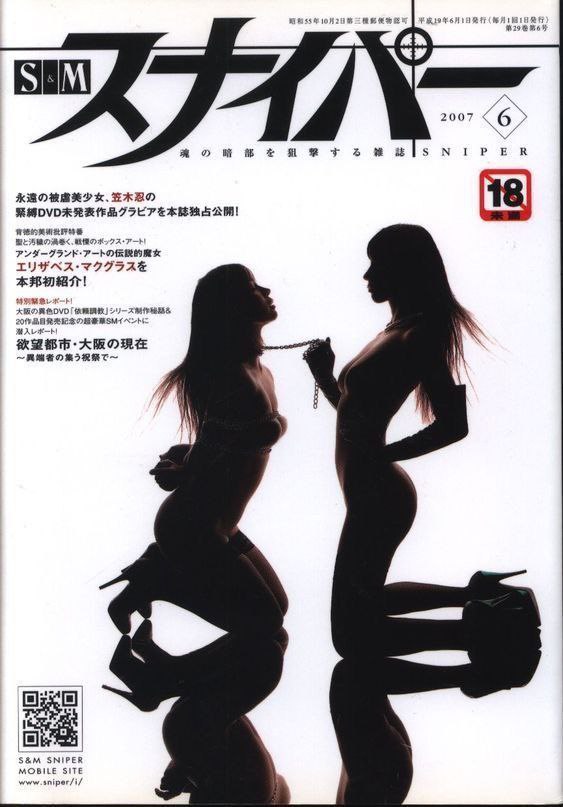 昭和55年10月2日第三種郵便物認可 平成19年6月1日発行(毎月1回1日発行)
第29巻第6号
S&M
スナイパー
2007 6
魂の暗部を狙撃する雑誌 SNIPER
永遠の被虐美少女、笠木忍の
緊縛DVD未発表作品グラビアを本誌独占公開!
背徳的美術批評特番
聖と汚穢の渦巻く、戦慄のボックス・アート!
アンダーグランド・アートの伝説的魔女
エリザベス・マクグラスを
本邦初紹介!
特別緊急レポート!
大阪の異色DVD「依頼調教」シリーズ制作秘話&
20作品目発売記念の超豪華SMイベントに
潜入レポート!
欲望都市・大阪の現在
〜異端者の集う祝祭で〜
18
未満
S&M SNIPER
MOBILE SITE
www.sniper/i/